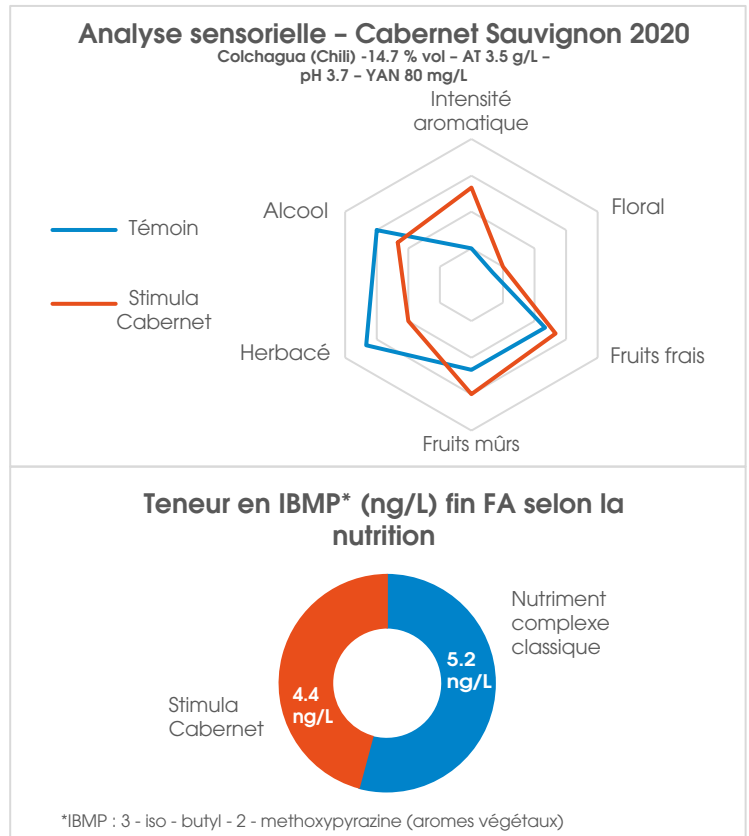 Analyse sensorielle – Cabernet Sauvignon 2020
Colchagua (Chili) -14.7 % vol – AT 3.5 g/L –
pH 3.7 – YAN 80 mg/L
Intensité
aromatique
Alcool
Floral
Témoin
Stimula
Cabernet
Herbacé
Fruits frais
Fruits mûrs
Teneur en IBMP* (ng/L) fin FA selon la
nutrition
Nutriment
complexe
classique
5.2
ng/L
4.4
ng/L
Stimula
Cabernet
*IBMP : 3 - iso - butyl - 2 - methoxypyrazine (aromes végétaux)